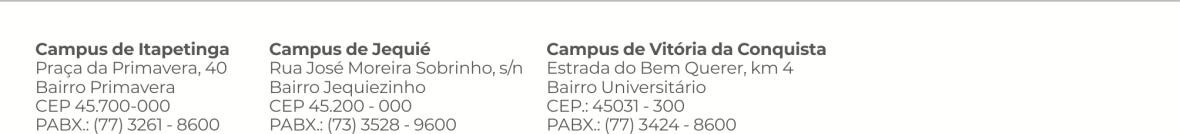 Campus de Itapetinga
Praça da Primavera, 40
Bairro Primavera
CEP 45.700-000
PABX.: (77) 3261 - 8600
Campus de Jequié
Rua José Moreira Sobrinho, s/n
Bairro Jequiezinho
CEP 45.200 - 000
PABX.: (73) 3528 - 9600
Campus de Vitória da Conquista
Estrada do Bem Querer, km 4
Bairro Universitário
CEP.: 45031 - 300
PABX.: (77) 3424 - 8600